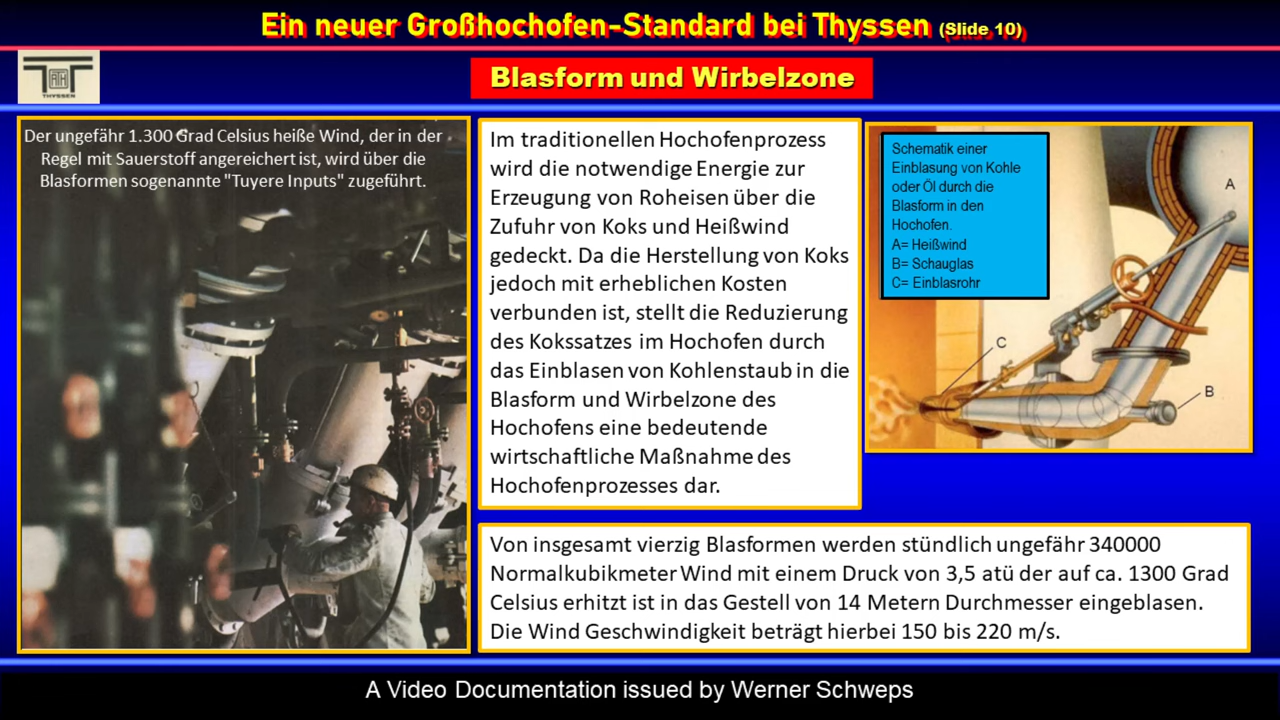 Ein neuer Großhochofen-Standard bei Thyssen (Slide 10)
ATH
THYSSEN
Blasform und Wirbelzone
Der ungefähr 1.300 Grad Celsius heiße Wind, der in der
Regel mit Sauerstoff angereichert ist, wird über die
Blasformen sogenannte "Tuyere Inputs" zugeführt.
Im traditionellen Hochofenprozess
wird die notwendige Energie zur
Erzeugung von Roheisen über die
Zufuhr von Koks und Heißwind
gedeckt. Da die Herstellung von Koks
jedoch mit erheblichen Kosten
verbunden ist, stellt die Reduzierung
des Kokssatzes im Hochofen durch
das Einblasen von Kohlenstaub in die
Blasform und Wirbelzone des
Hochofens eine bedeutende
wirtschaftliche Maßnahme des
Hochofenprozesses dar.
Schematik einer
Einblasung von Kohle
oder Öl durch die
Blasform in den
Hochofen.
A= Heißwind
B= Schauglas
C= Einblasrohr
A
C
B
Von insgesamt vierzig Blasformen werden stündlich ungefähr 340000
Normalkubikmeter Wind mit einem Druck von 3,5 atü der auf ca. 1300 Grad
Celsius erhitzt ist in das Gestell von 14 Metern Durchmesser eingeblasen.
Die Wind Geschwindigkeit beträgt hierbei 150 bis 220 m/s.
A Video Documentation issued by Werner Schweps